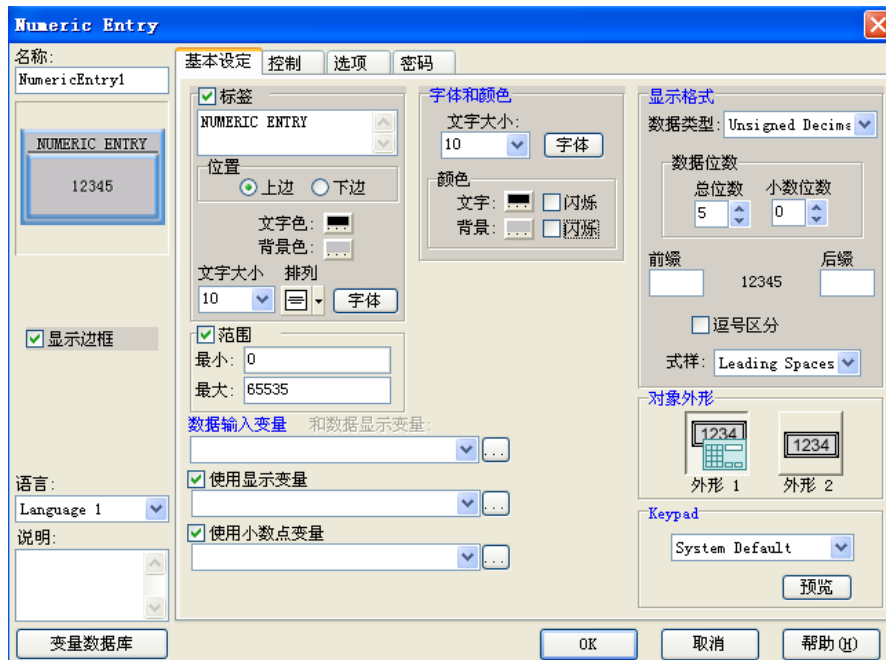 Numeric Entry
名称:
NumericEntry1
NUMERIC ENTRY
12345
显示边框
语言:
Language 1
说明:
变量数据库
基本设定
控制
选项
密码
标签
NUMERIC ENTRY
位置
上边
下边
文字色:
...
背景色:
...
文字大小
排列
10
字体
范围
最小:
0
最大:
65535
数据输入变量
和数据显示变量:
...
使用显示变量
...
使用小数点变量
...
字体和颜色
文字大小:
10
字体
颜色
文字:
...
闪烁
背景:
...
闪烁
显示格式
数据类型:
Unsigned Decima
数据位数
总位数
小数位数
5
0
前缀
后缀
12345
逗号区分
式样:
Leading Spaces
对象外形
1234
1234
外形 1
外形 2
Keypad
System Default
预览
OK
取消
帮助(H)